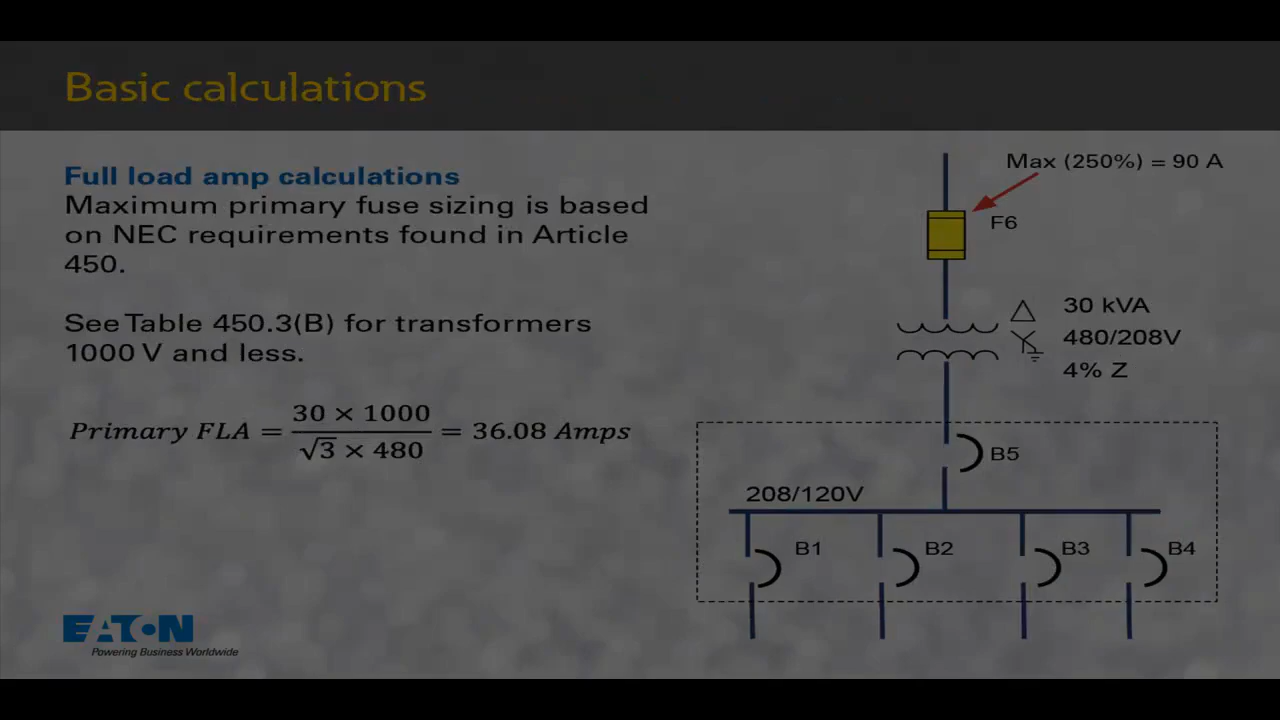 Basic calculations
Full load amp calculations
Maximum primary fuse sizing is based
on NEC requirements found in Article
450.
See Table 450.3(B) for transformers
1000 V and less.
Primary FLA = 30 × 1000 / √3 × 480 = 36.08 Amps
Max (250%) = 90 A
F6
30 kVA
480/208V
4% Z
B5
208/120V
B1 B2 B3 B4
EATON
Powering Business Worldwide